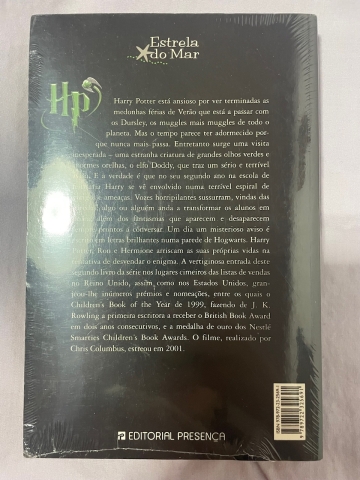 Estrela
do Mar
HP
Harry Potter está ansioso por ver terminadas as
medonhas férias de Verão que está a passar com
os Dursley, os muggles mais muggles de todo o
planeta. Mas o tempo parece ter adormecido por-
que nunca mais passa. Entretanto surge uma visita
inesperada – uma estranha criatura de grandes olhos verdes e
enormes orelhas, o elfo Doddy, que traz um sério e terrível
E a verdade é que no seu segundo ano na escola de
Harry se vê envolvido numa terrível espiral de
ameaças. Vozes horripilantes sussurram, vindas das
algo ou alguém anda a transformar os alunos em
além dos fantasmas que aparecem e desaparecem
prontos a conversar. Um dia um misterioso aviso é
em letras brilhantes numa parede de Hogwarts. Harry
Potter, Ron e Hermione arriscam as suas próprias vidas na
tentativa de desvendar o enigma. A vertiginosa entrada deste
segundo livro da série nos lugares cimeiros das listas de vendas
no Reino Unido, assim como nos Estados Unidos, gran-
jeou-lhe inúmeros prémios e nomeações, entre os quais o
Children's Book of the Year de 1999, fazendo de J. K.
Rowling a primeira escritora a receber o British Book Award
em dois anos consecutivos, e a medalha de ouro dos Nestlé
Smarties Children's Book Awards. O filme, realizado por
Chris Columbus, estreou em 2001.
EDITORIAL PRESENÇA